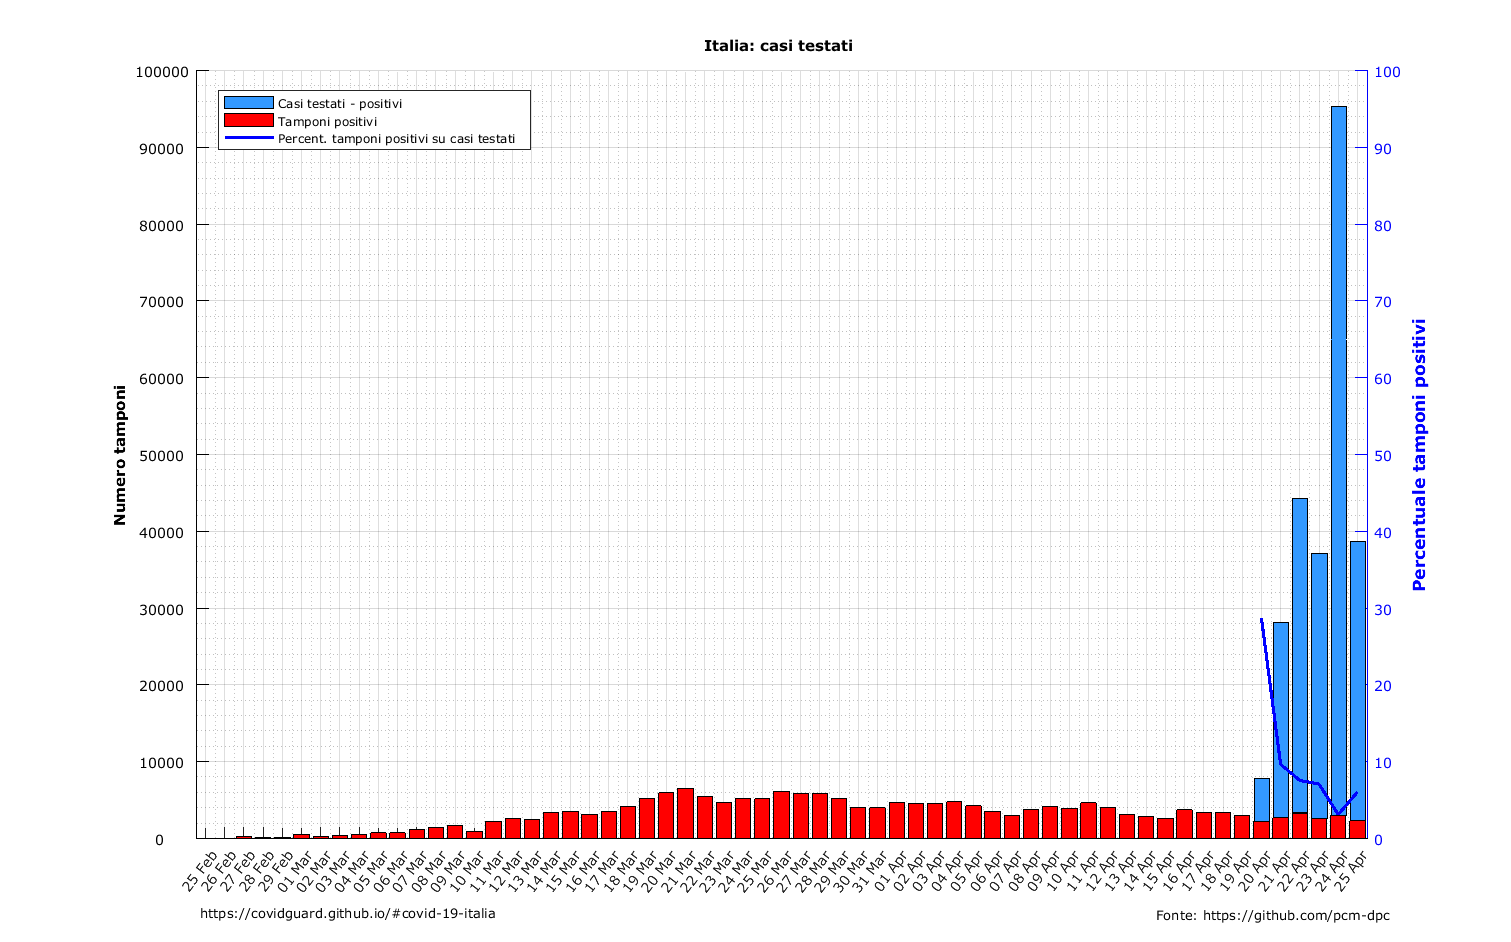 Italia: casi testati
Casi testati - positivi
Tamponi positivi
Percent. tamponi positivi su casi testati
Numero tamponi
100000
90000
80000
70000
60000
50000
40000
30000
20000
10000
0
Percentuale tamponi positivi
100
90
80
70
60
50
40
30
20
10
0
25 Feb
26 Feb
27 Feb
28 Feb
29 Feb
01 Mar
02 Mar
03 Mar
04 Mar
05 Mar
06 Mar
07 Mar
08 Mar
09 Mar
10 Mar
11 Mar
12 Mar
13 Mar
14 Mar
15 Mar
16 Mar
17 Mar
18 Mar
19 Mar
20 Mar
21 Mar
22 Mar
23 Mar
24 Mar
25 Mar
26 Mar
27 Mar
28 Mar
29 Mar
30 Mar
31 Mar
01 Apr
02 Apr
03 Apr
04 Apr
05 Apr
06 Apr
07 Apr
08 Apr
09 Apr
10 Apr
11 Apr
12 Apr
13 Apr
14 Apr
15 Apr
16 Apr
17 Apr
18 Apr
19 Apr
20 Apr
21 Apr
22 Apr
23 Apr
24 Apr
25 Apr
https://covidguard.github.io/#covid-19-italia
Fonte: https://github.com/pcm-dpc